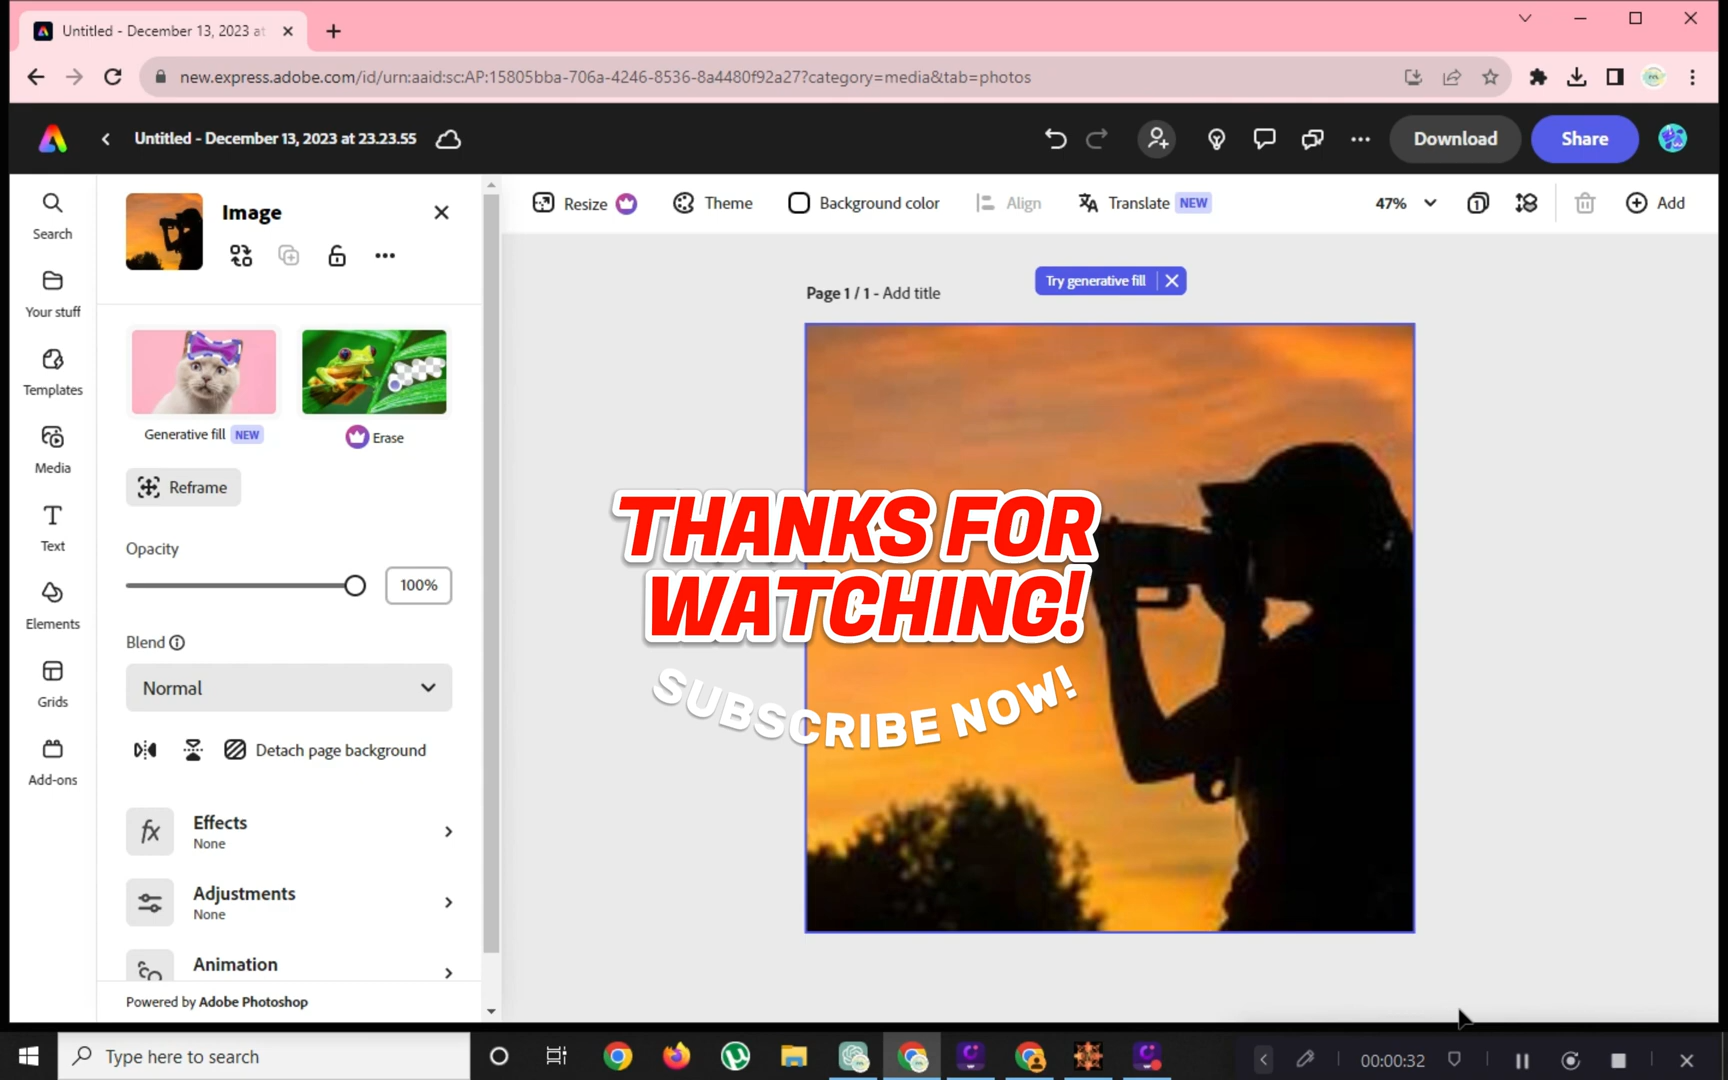 Untitled - December 13, 2023 at
new.express.adobe.com/id/urn:aaid:sc:AP:15805bba-706a-4246-8536-8a4480f92a27?category=media&tab=photos
Untitled - December 13, 2023 at 23.23.55
Download
Share
Search
Your stuff
Templates
Media
Text
Elements
Grids
Add-ons
Image
Generative fill NEW
Erase
Reframe
Opacity
100%
Blend
Normal
Detach page background
fx
Effects
None
Adjustments
None
Animation
Powered by Adobe Photoshop
Resize
Theme
Background color
Align
Translate NEW
47%
1
Add
Page 1 / 1 - Add title
Try generative fill
THANKS FOR
WATCHING!
SUBSCRIBE NOW!
Type here to search
00:00:32